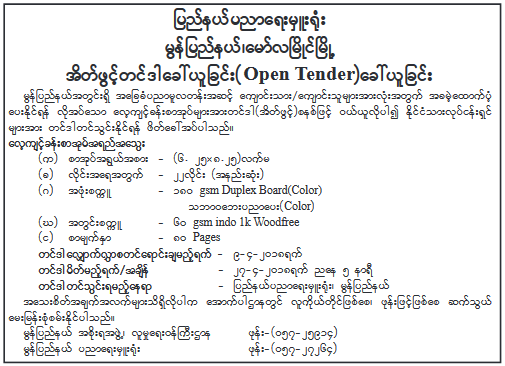 ပြည်နယ်ပညာရေးမှူးရုံး
မွန်ပြည်နယ်၊မော်လမြိုင်မြို့
အိတ်ဖွင့်တင်ဒါခေါ်ယူခြင်း(Open Tender)ခေါ်ယူခြင်း
မွန်ပြည်နယ်အတွင်းရှိ အခြေခံပညာမူလတန်းအဆင့် ကျောင်းသား/ကျောင်းသူများအားလုံးအတွက် အခမဲ့ထောက်ပံ့
ပေးနိုင်ရန် လိုအပ်သော လေ့ကျင့်ခန်းစာအုပ်များအားတင်ဒါ(အိတ်ဖွင့်)စနစ်ဖြင့် ဝယ်ယူလိုပါ၍ နိုင်ငံသားလုပ်ငန်းရှင်
များအား တင်ဒါတင်သွင်းနိုင်ရန် ဖိတ်ခေါ်အပ်ပါသည်။
လေ့ကျင့်ခန်းစာအုပ်အရည်အသွေး
(က) စာအုပ်အရွယ်အစား - (၆. ၂၅x၈.၂၅)လက်မ
(ခ) လိုင်းအရေအတွက် - ၂၂လိုင်း (အနည်းဆုံး)
(ဂ) အဖုံးစက္ကူ - ၁၈၀ gsm Duplex Board(Color)
သဘာဝဘေးပညာပေး(Color)
(ဃ) အတွင်းစက္ကူ - ၆၀ gsm indo 1k Woodfree
(င) စာမျက်နှာ - ၈၀ Pages
တင်ဒါလျှောက်လွှာစတင်ရောင်းချမည့်ရက် - ၉-၄-၂၀၁၈ရက်
တင်ဒါပိတ်မည့်ရက်/အချိန် - ၂၇-၄-၂၀၁၈ရက် ညနေ ၅ နာရီ
တင်ဒါတင်သွင်းရမည့်နေရာ - ပြည်နယ်ပညာရေးမှူးရုံး၊ မွန်ပြည်နယ်
အသေးစိတ်အချက်အလက်များသိရှိလိုပါက အောက်ပါဌာနတွင် လူကိုယ်တိုင်ဖြစ်စေ၊ ဖုန်းဖြင့်ဖြစ်စေ ဆက်သွယ်
မေးမြန်းစုံစမ်းနိုင်ပါသည်။
မွန်ပြည်နယ် အစိုးရအဖွဲ့၊ လူမှုရေးဝန်ကြီးဌာန ဖုန်း-(၀၅၇-၂၅၉၁၄)
မွန်ပြည်နယ် ပညာရေးမှူးရုံး ဖုန်း-(၀၅၇-၂၇၂၆၄)